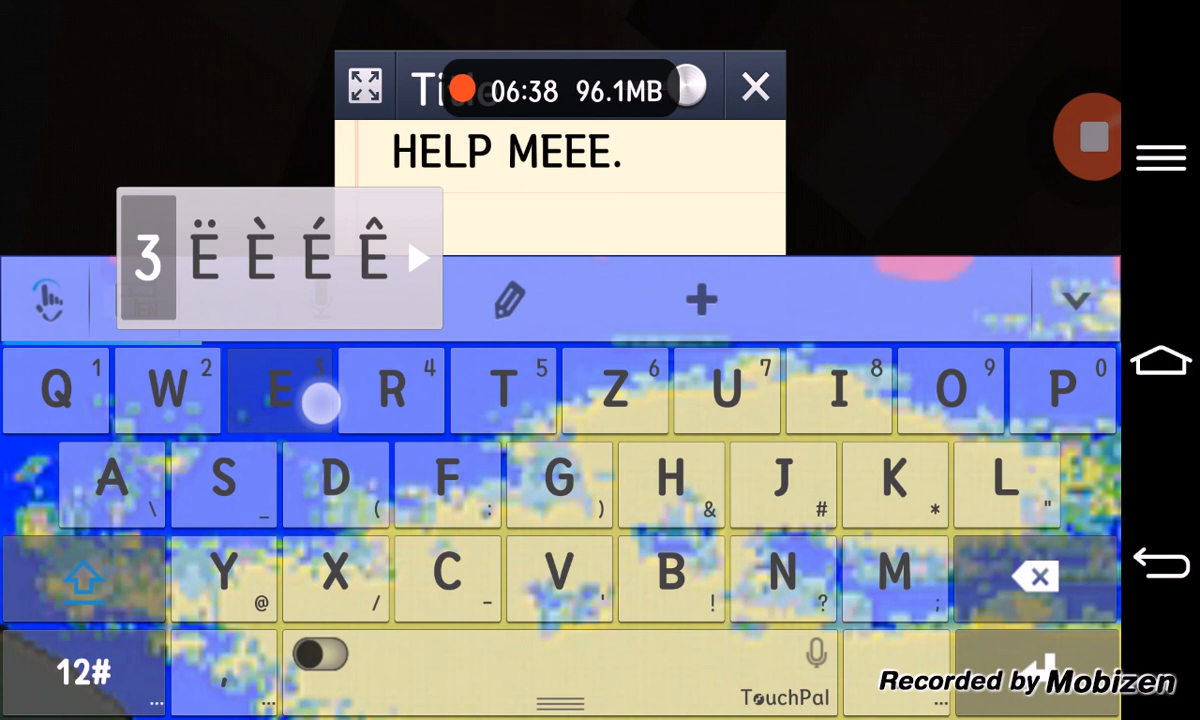 Title
06:38 96.1MB
HELP MEEE.
3 Ë È É Ê
Q 1 W 2 E 3 R 4 T 5 Z 6 U 7 I 8 O 9 P 0
A \ S _ D ( F : G ) H & J # K * L "
Y @ X / C - V ' B ! N ? M ;
12# ... , ... TouchPal ...
Recorded by Mobizen